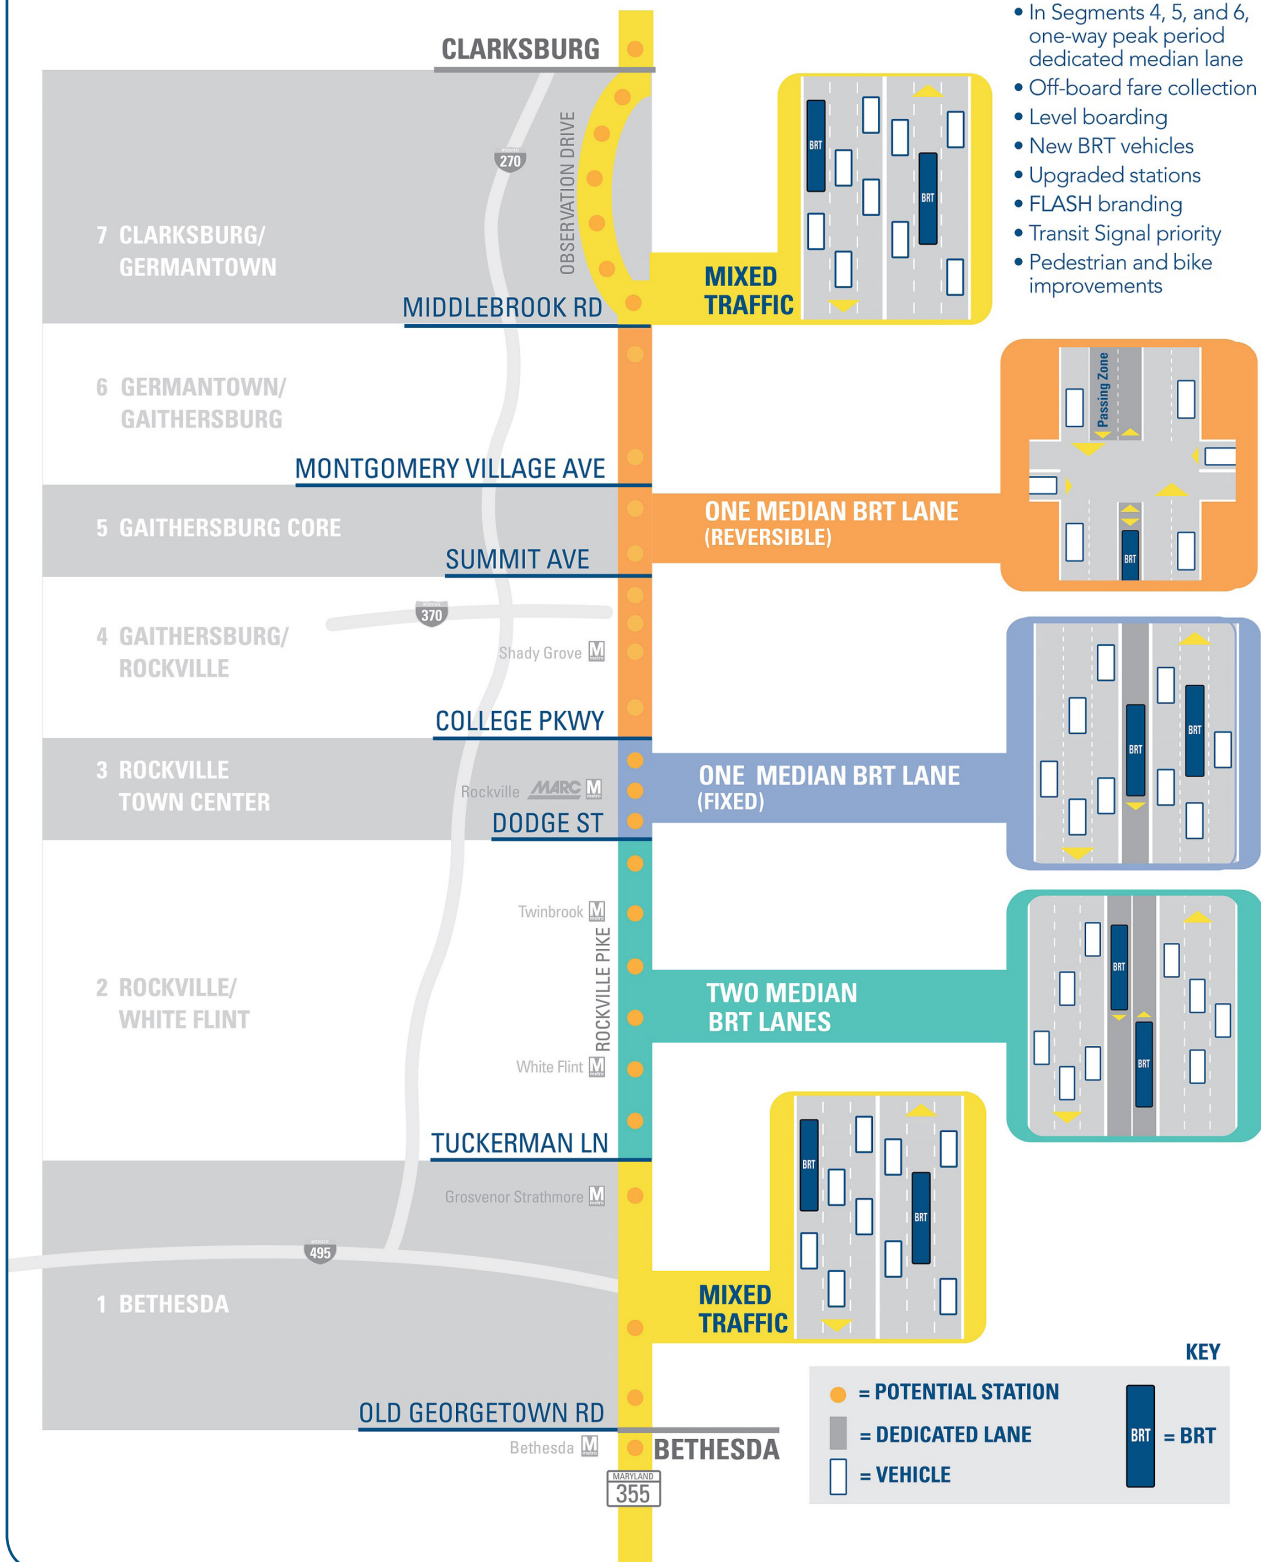 • In Segments 4, 5, and 6,
one-way peak period
dedicated median lane
• Off-board fare collection
• Level boarding
• New BRT vehicles
• Upgraded stations
• FLASH branding
• Transit Signal priority
• Pedestrian and bike
improvements
CLARKSBURG
270
OBSERVATION DRIVE
BRT
BRT
7 CLARKSBURG/
GERMANTOWN
MIXED
TRAFFIC
MIDDLEBROOK RD
6 GERMANTOWN/
GAITHERSBURG
Passing Zone
MONTGOMERY VILLAGE AVE
5 GAITHERSBURG CORE
ONE MEDIAN BRT LANE
(REVERSIBLE)
BRT
SUMMIT AVE
370
4 GAITHERSBURG/
ROCKVILLE
Shady Grove M
COLLEGE PKWY
BRT
BRT
3 ROCKVILLE
TOWN CENTER
Rockville MARC M
ONE MEDIAN BRT LANE
(FIXED)
DODGE ST
Twinbrook M
ROCKVILLE PIKE
2 ROCKVILLE/
WHITE FLINT
TWO MEDIAN
BRT LANES
BRT
BRT
White Flint M
TUCKERMAN LN
Grosvenor Strathmore M
BRT
BRT
495
1 BETHESDA
MIXED
TRAFFIC
OLD GEORGETOWN RD
Bethesda M
BETHESDA
MARYLAND
355
KEY
= POTENTIAL STATION
= DEDICATED LANE
= VEHICLE
BRT = BRT